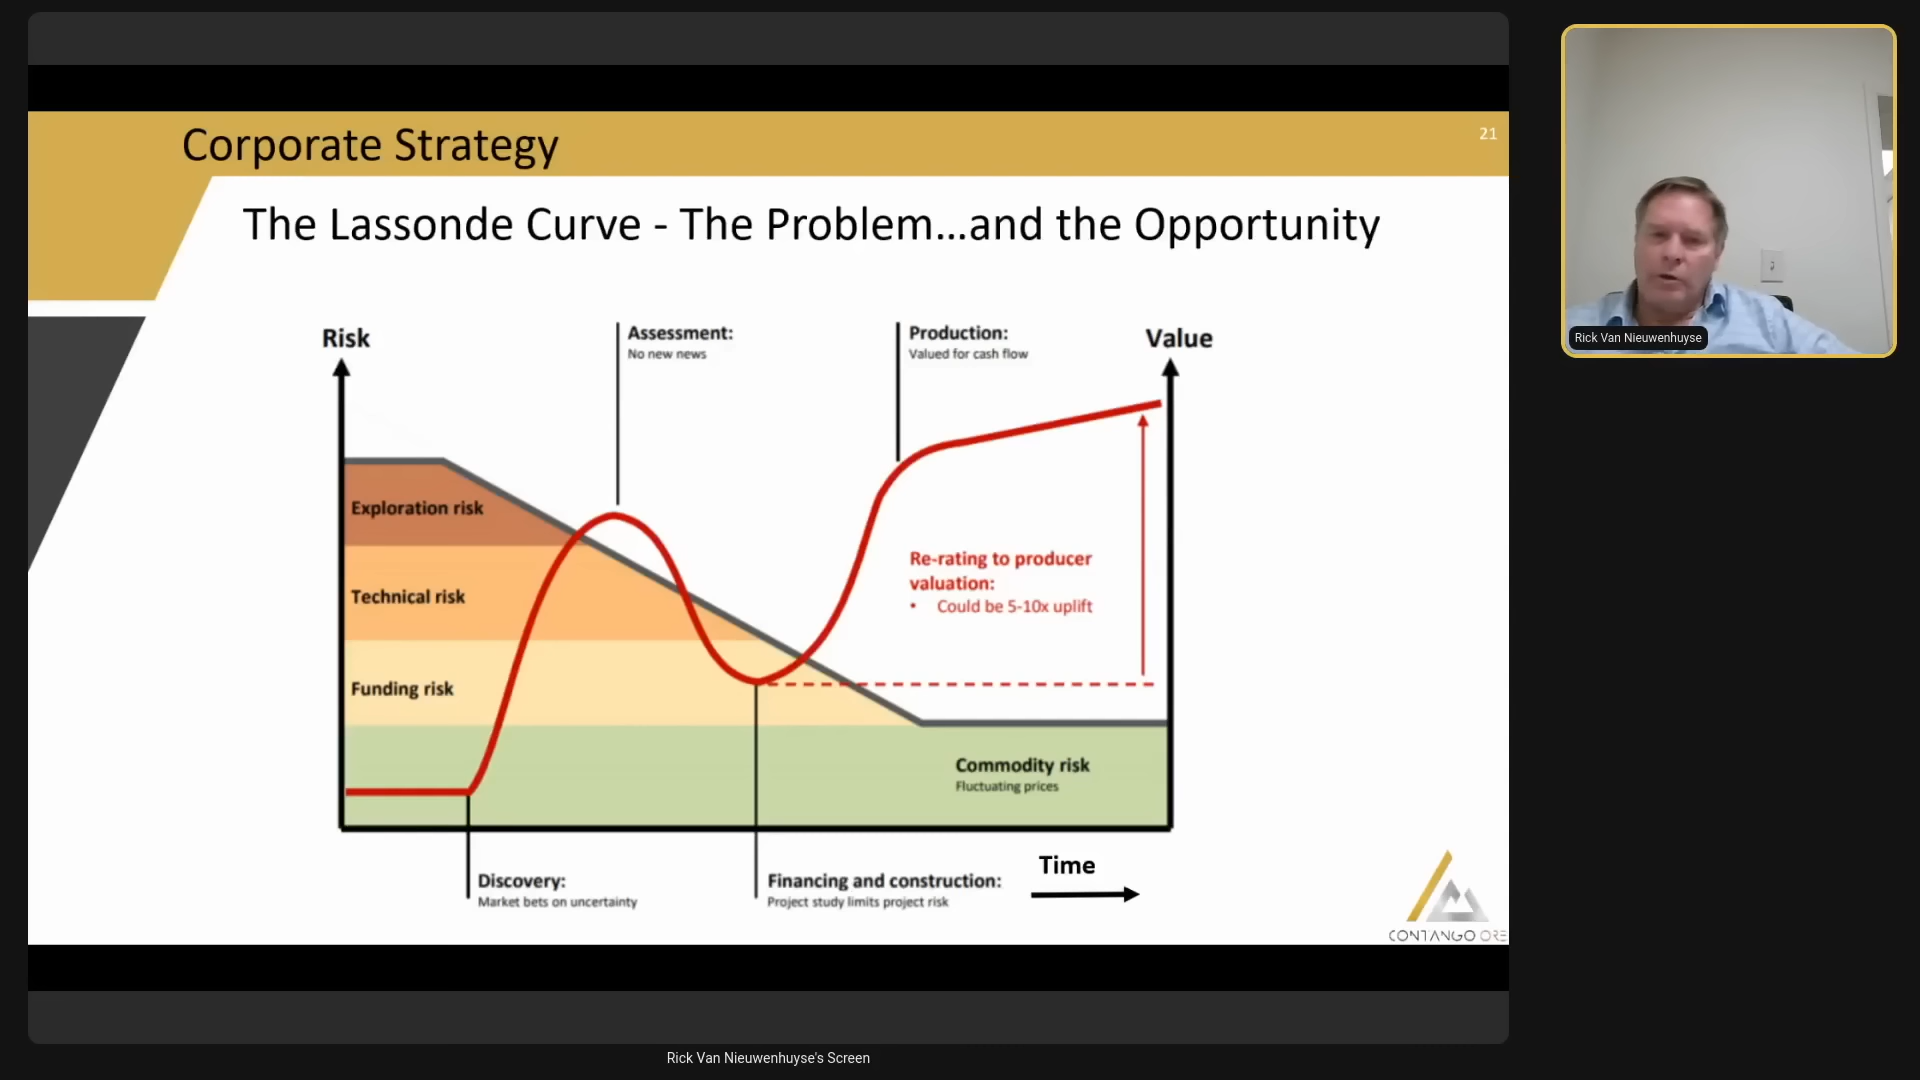 Corporate Strategy
21
The Lassonde Curve - The Problem...and the Opportunity
Risk
Assessment:
No new news
Production:
Valued for cash flow
Value
Exploration risk
Technical risk
Funding risk
Re-rating to producer
valuation:
• Could be 5-10x uplift
Commodity risk
Fluctuating prices
Discovery:
Market bets on uncertainty
Financing and construction:
Project study limits project risk
Time
CONTANGO ORE
Rick Van Nieuwenhuyse
Rick Van Nieuwenhuyse's Screen